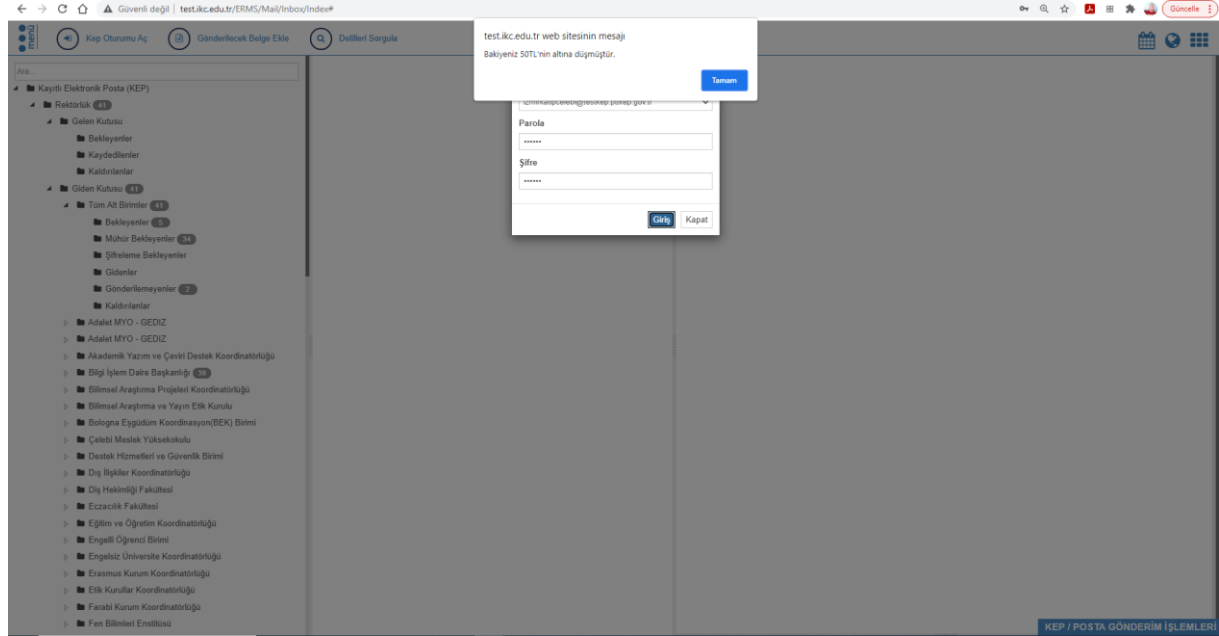 Güvenli değil | test.ikc.edu.tr/ERMS/Mail/Inbox/Index#
Güncelle
menü
Kep Oturumu Aç
Gönderilecek Belge Ekle
Delilleri Sorgula
test.ikc.edu.tr web sitesinin mesajı
Bakiyeniz 50TL'nin altına düşmüştür.
Tamam
Parola
······
Şifre
······
Giriş Kapat
Ara...
Kayıtlı Elektronik Posta (KEP)
Rektörlük 41
Gelen Kutusu
Bekleyenler
Kaydedilenler
Kaldırılanlar
Giden Kutusu 41
Tüm Alt Birimler 41
Bekleyenler 5
Mühür Bekleyenler 34
Şifreleme Bekleyenler
Gidenler
Gönderilemeyenler 2
Kaldırılanlar
Adalet MYO - GEDIZ
Adalet MYO - GEDIZ
Akademik Yazım ve Çeviri Destek Koordinatörlüğü
Bilgi İşlem Daire Başkanlığı 39
Bilimsel Araştırma Projeleri Koordinatörlüğü
Bilimsel Araştırma ve Yayın Etik Kurulu
Bologna Eşgüdüm Koordinasyon(BEK) Birimi
Çelebi Meslek Yüksekokulu
Destek Hizmetleri ve Güvenlik Birimi
Dış İlişkiler Koordinatörlüğü
Diş Hekimliği Fakültesi
Eczacılık Fakültesi
Eğitim ve Öğretim Koordinatörlüğü
Engelli Öğrenci Birimi
Engelsiz Üniversite Koordinatörlüğü
Erasmus Kurum Koordinatörlüğü
Etik Kurullar Koordinatörlüğü
Farabi Kurum Koordinatörlüğü
Fen Bilimleri Enstitüsü
KEP / POSTA GÖNDERİM İŞLEMLERİ